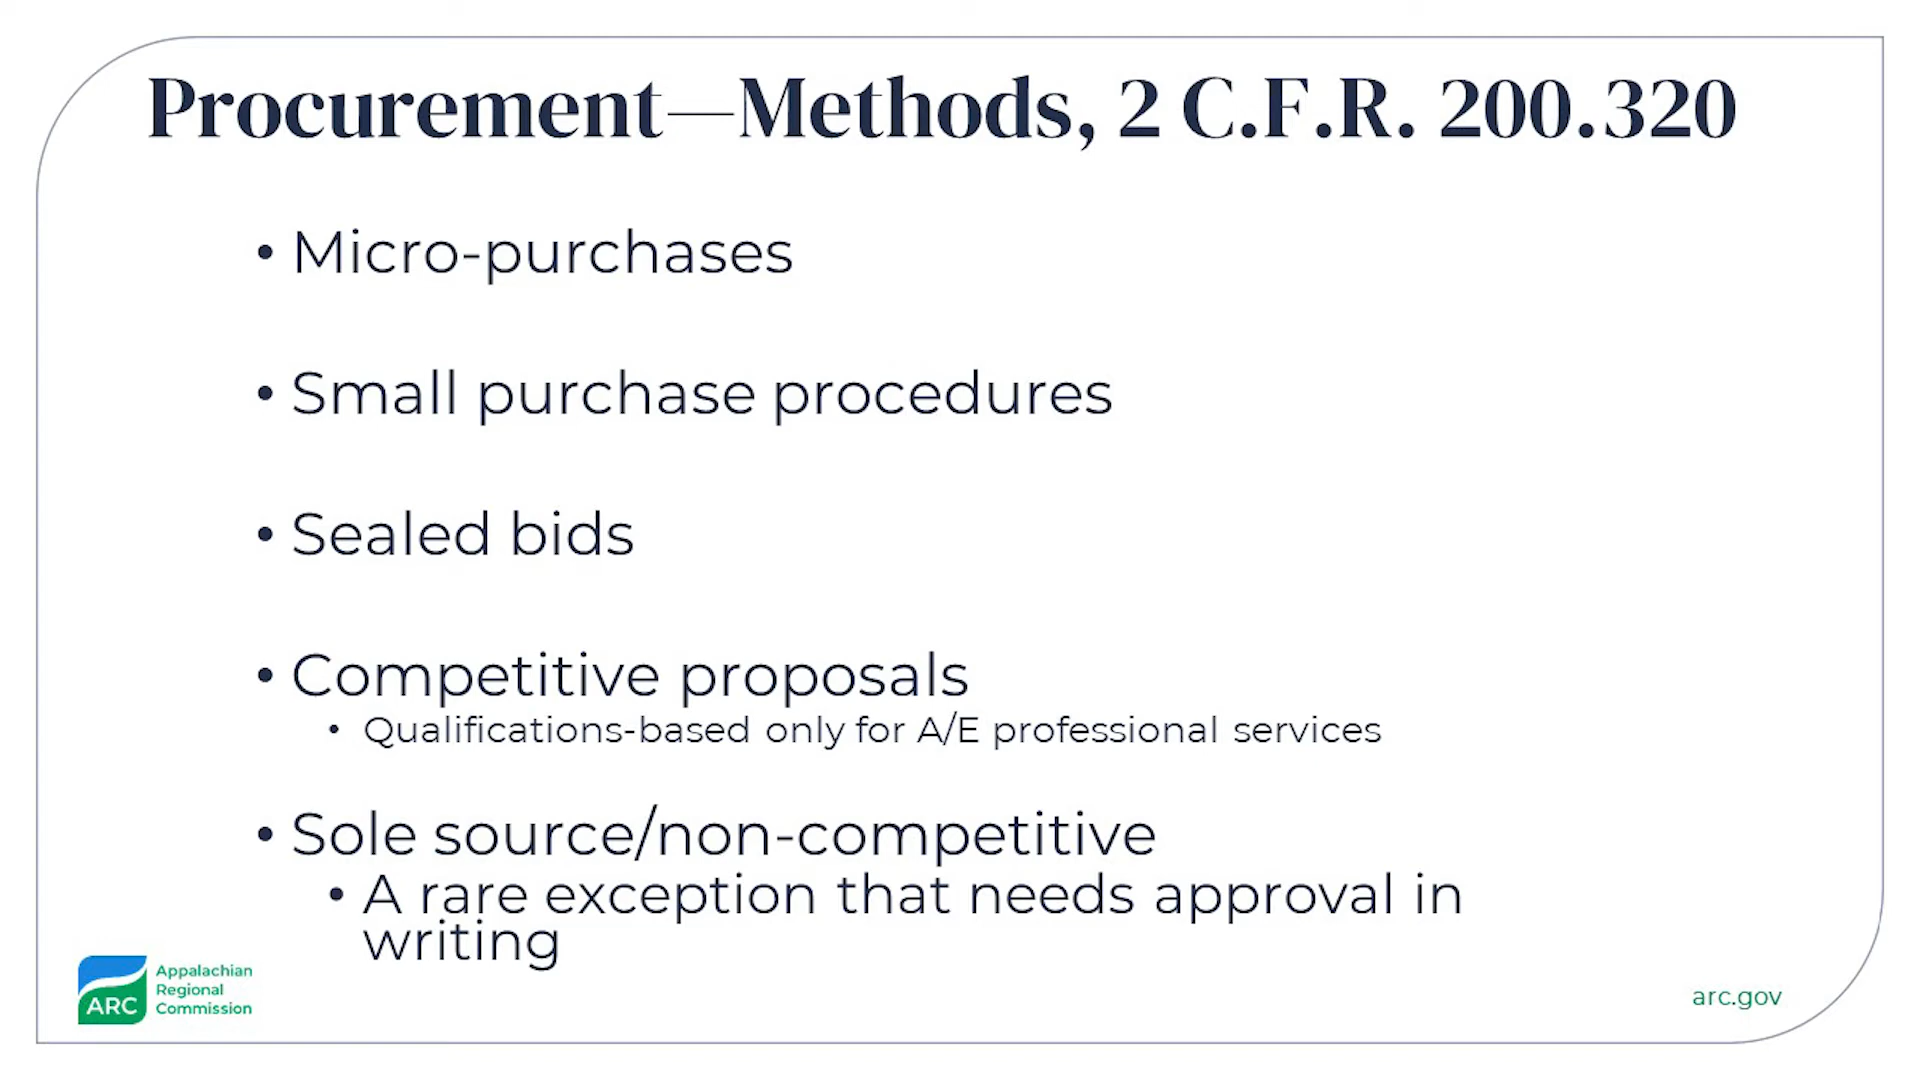 Procurement—Methods, 2 C.F.R. 200.320
• Micro-purchases
• Small purchase procedures
• Sealed bids
• Competitive proposals
• Qualifications-based only for A/E professional services
• Sole source/non-competitive
• A rare exception that needs approval in
writing
ARC
Appalachian
Regional
Commission
arc.gov